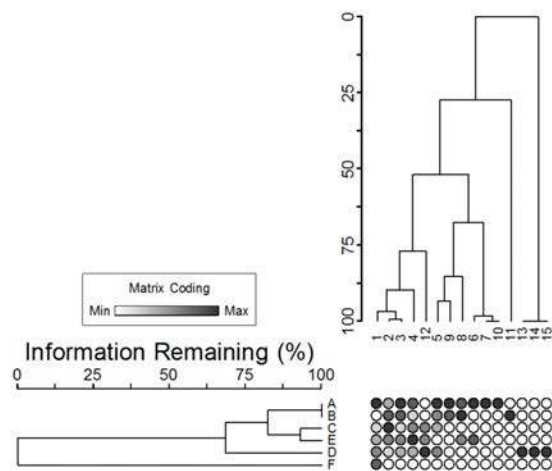 0
25
50
75
100
1 2 3 4 12 5 9 8 6 7 10 11 13 14 15
Matrix Coding
Min Max
Information Remaining (%)
0 25 50 75 100
A
B
C
E
D
F